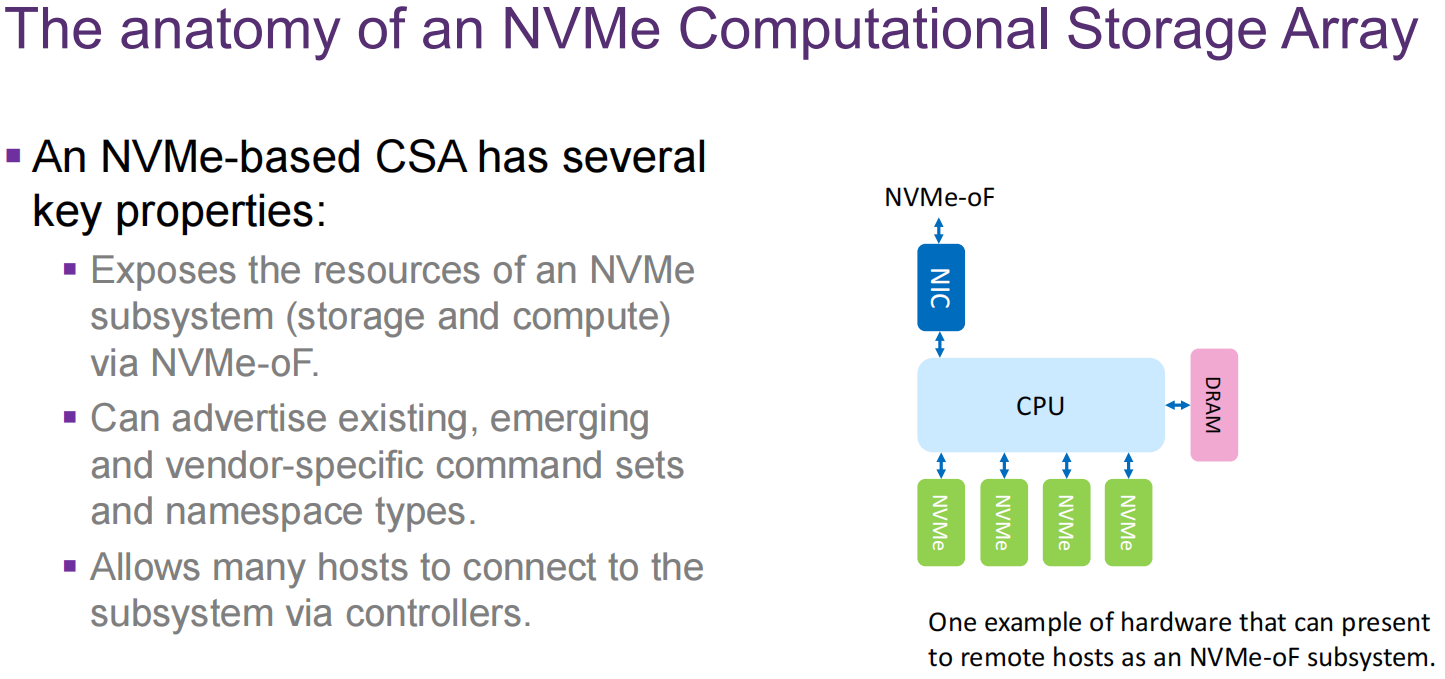 The anatomy of an NVMe Computational Storage Array
▪ An NVMe-based CSA has several
key properties:
▪ Exposes the resources of an NVMe
subsystem (storage and compute)
via NVMe-oF.
▪ Can advertise existing, emerging
and vendor-specific command sets
and namespace types.
▪ Allows many hosts to connect to the
subsystem via controllers.
NVMe-oF
NIC
CPU
DRAM
NVMe
NVMe
NVMe
NVMe
One example of hardware that can present
to remote hosts as an NVMe-oF subsystem.